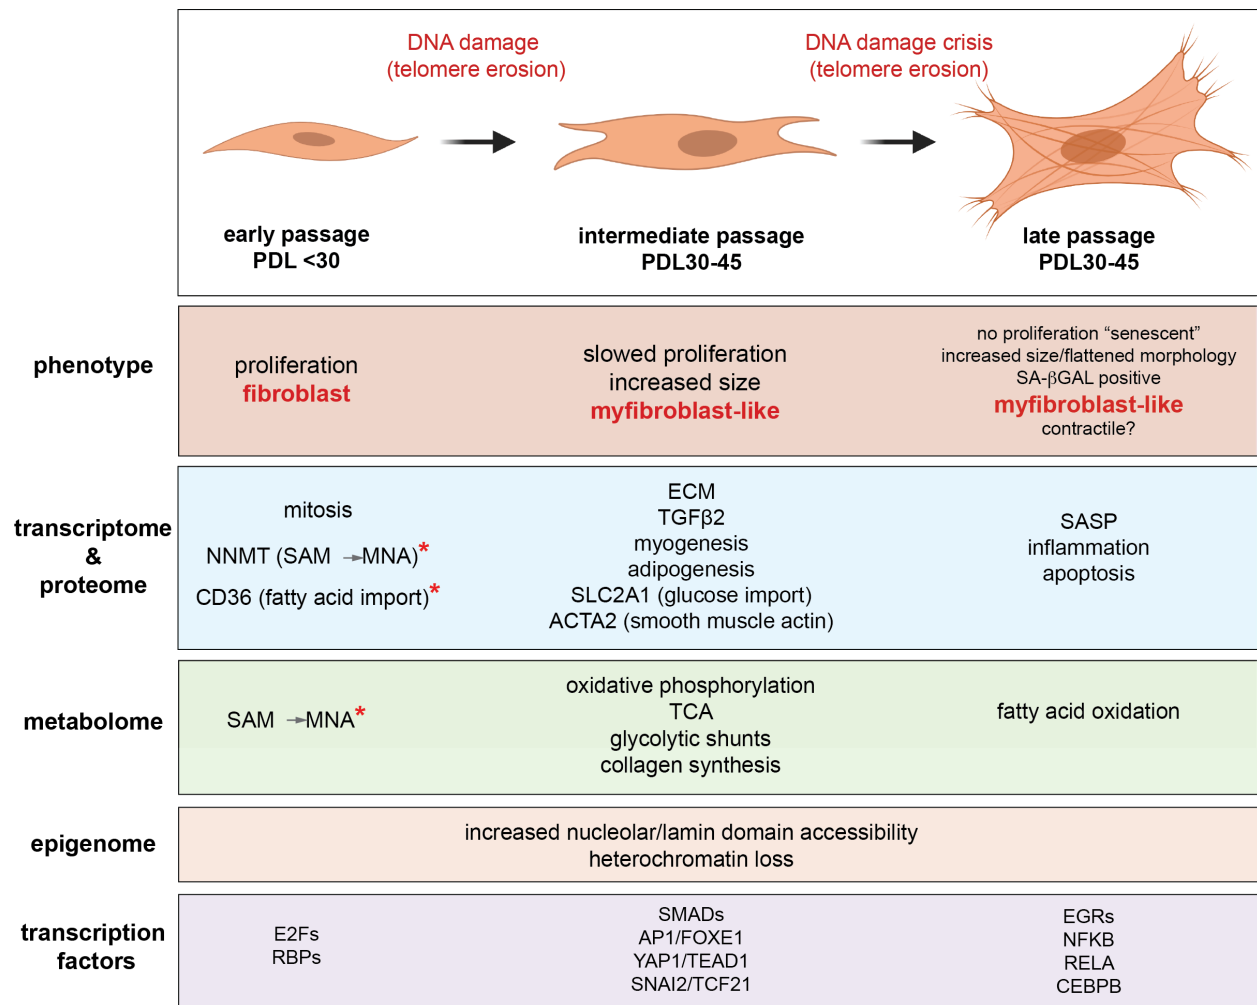 DNA damage
(telomere erosion)
DNA damage crisis
(telomere erosion)
early passage
PDL <30
intermediate passage
PDL30-45
late passage
PDL30-45
phenotype
proliferation
fibroblast
slowed proliferation
increased size
myfibroblast-like
no proliferation “senescent”
increased size/flattened morphology
SA-βGAL positive
myfibroblast-like
contractile?
transcriptome
&
proteome
mitosis
NNMT (SAM →MNA)*
CD36 (fatty acid import)*
ECM
TGFβ2
myogenesis
adipogenesis
SLC2A1 (glucose import)
ACTA2 (smooth muscle actin)
SASP
inflammation
apoptosis
metabolome
SAM →MNA*
oxidative phosphorylation
TCA
glycolytic shunts
collagen synthesis
fatty acid oxidation
epigenome
increased nucleolar/lamin domain accessibility
heterochromatin loss
transcription
factors
E2Fs
RBPs
SMADs
AP1/FOXE1
YAP1/TEAD1
SNAI2/TCF21
EGRs
NFKB
RELA
CEBPB